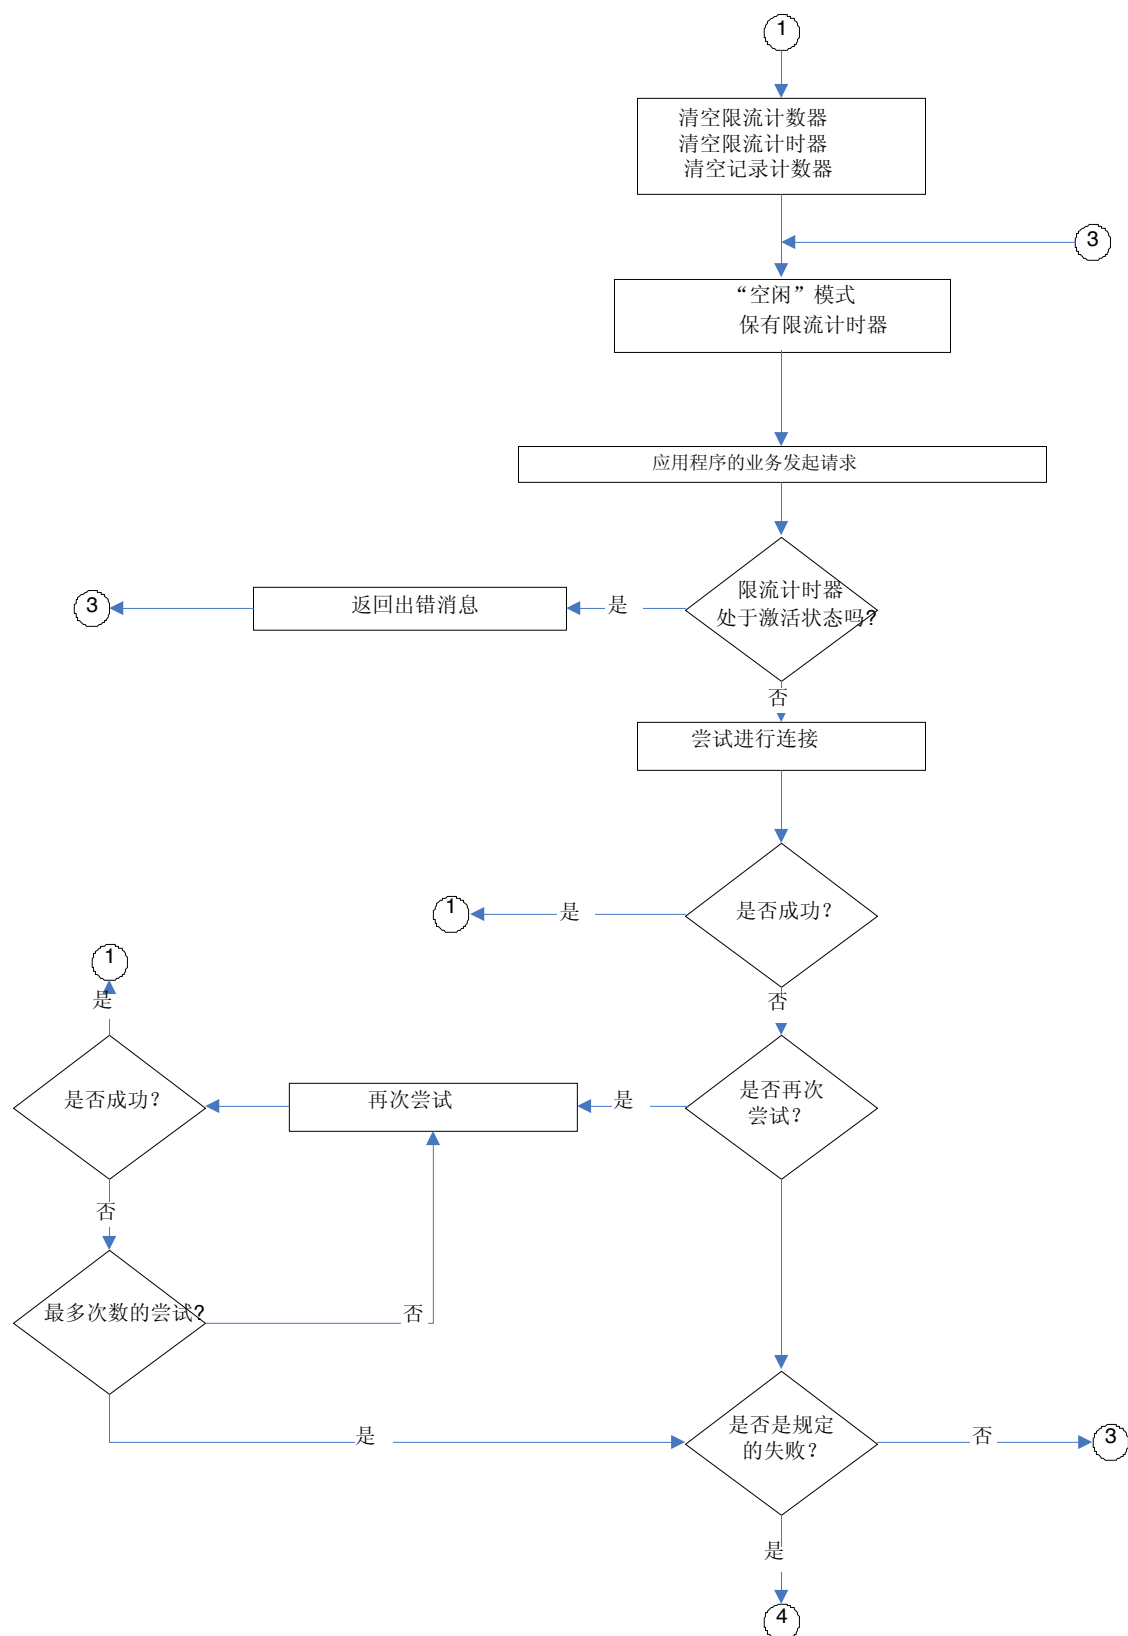 1
清空限流计数器
清空限流计时器
清空记录计数器
3
“空闲”模式
保有限流计时器
应用程序的业务发起请求
限流计时器
处于激活状态吗?
是
返回出错消息
3
否
尝试进行连接
是否成功?
是
1
否
1
是
是否再次
尝试?
是
再次尝试
是否成功?
否
最多次数的尝试?
否
是
是否是规定
的失败?
否
3
是
4